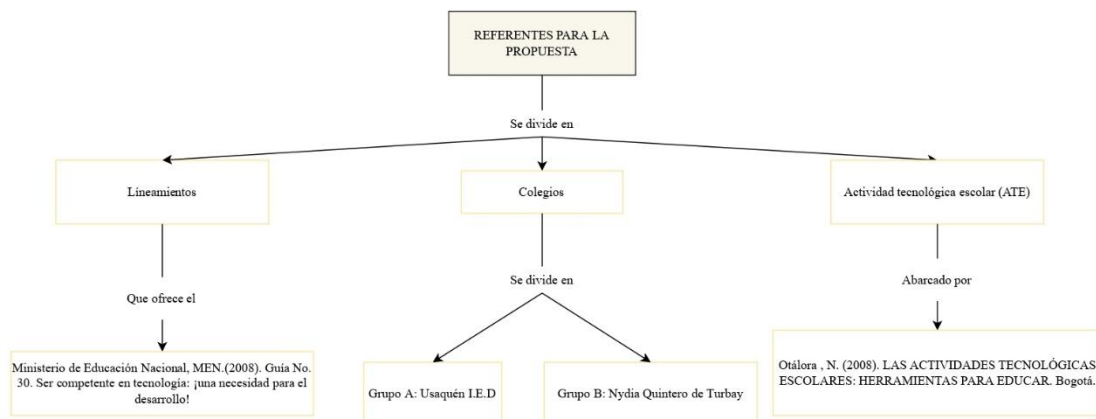 REFERENTES PARA LA
PROPUESTA
Se divide en
Líneamientos
Colegios
Actividad tecnológica escolar (ATE)
Se divide en
Abarcado por
Que ofrece el
Ministerio de Educación Nacional, MEN.(2008). Guía No.
30. Ser competente en tecnología: ¡una necesidad para el
desarrollo!
Grupo A: Usaquén I.E.D
Grupo B: Nydia Quintero de Turbay
Otálora , N. (2008). LAS ACTIVIDADES TECNOLÓGICAS
ESCOLARES: HERRAMIENTAS PARA EDUCAR. Bogotá.